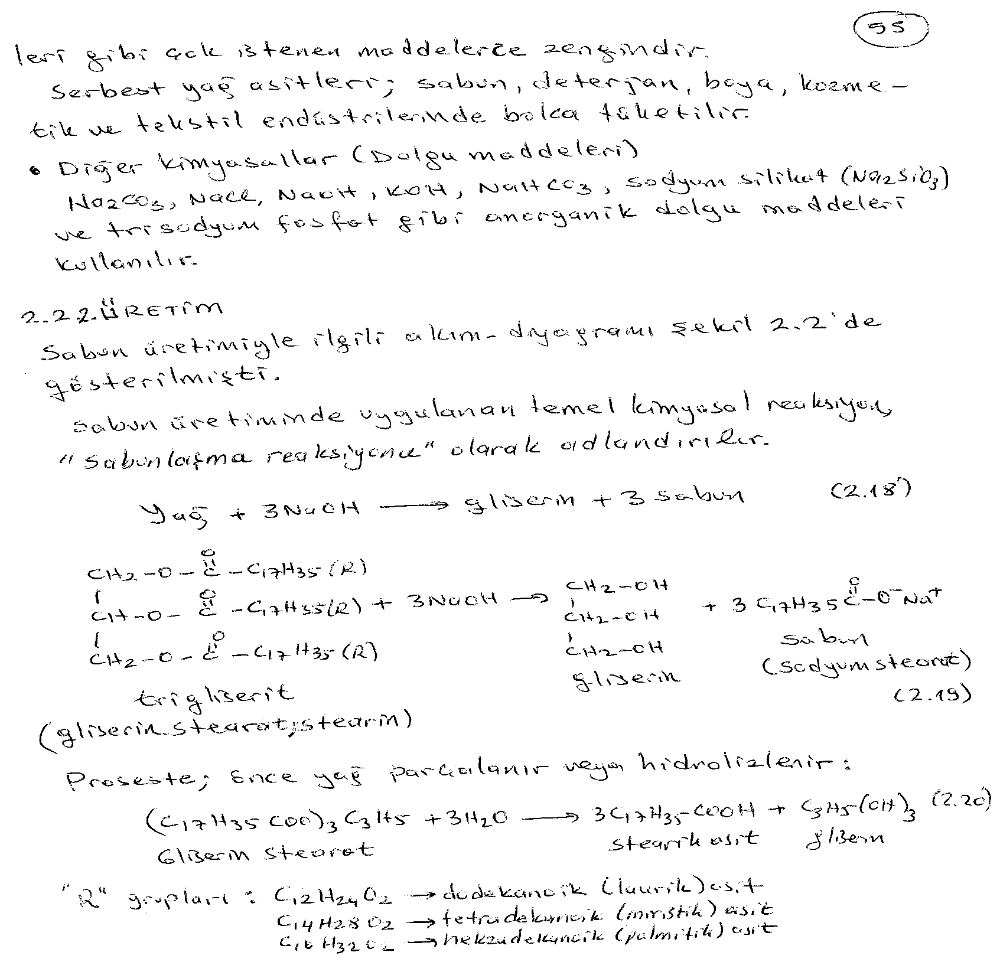 55
leri gibi çok istenen maddelerce zengindir.
Serbest yağ asitleri; sabun, deterjan, boya, kozme-
tik ve tekstil endüstrilerinde bolca tüketilir.
• Diğer kimyasallar (Dolgu maddeleri)
Na2CO3, NaCl, NaOH, KOH, NaHCO3, sodyum silikat (Na2SiO3)
ve trisodyum fosfat gibi anorganik dolgu maddeleri
kullanılır.
2.2.2. ÜRETİM
Sabun üretimiyle ilgili akım-diyagramı şekil 2.2'de
gösterilmişti.
Sabun üretiminde uygulanan temel kimyasal reaksiyon,
"sabunlaşma reaksiyonu" olarak adlandırılır.
Yağ + 3NaOH → gliserin + 3 sabun (2.18)
O
CH2-O-C-C17H35(R)
O
CH-O-C-C17H35(R) + 3NaOH →
O
CH2-O-C-C17H35(R)
trigliserit
(gliserin stearat; stearin)
CH2-OH
CH2-OH
CH2-OH
gliserin
O
+ 3 C17H35C-O⁻Na⁺
sabun
(sodyum stearat)
(2.19)
Proseste; önce yağ parçalanır veya hidrolizlenir:
(C17H35COO)3C3H5 + 3H2O → 3C17H35-COOH + C3H5(OH)3 (2.20)
Gliserin stearat stearik asit gliserin
"R" grupları: C12H24O2 → dodekanoik (laurik) asit
C14H28O2 → tetradekanoik (miristik) asit
C16H32O2 → hekzadekanoik (palmitik) asit